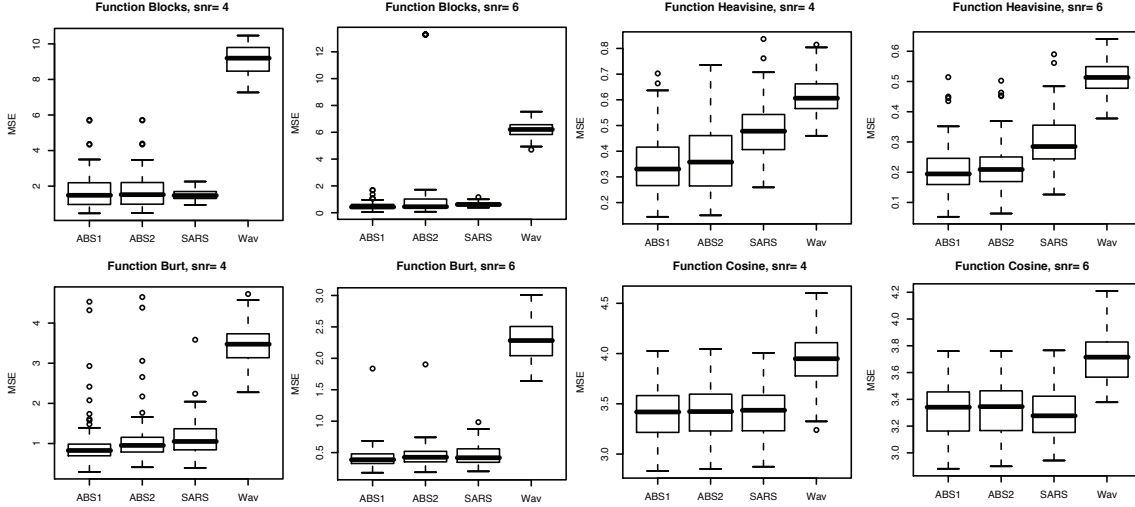 Function Blocks, snr= 4
MSE
10
8
6
4
2
ABS1 ABS2 SARS Wav
Function Blocks, snr= 6
MSE
12
10
8
6
4
2
0
ABS1 ABS2 SARS Wav
Function Heavisine, snr= 4
MSE
0.8
0.7
0.6
0.5
0.4
0.3
0.2
ABS1 ABS2 SARS Wav
Function Heavisine, snr= 6
MSE
0.6
0.5
0.4
0.3
0.2
0.1
ABS1 ABS2 SARS Wav
Function Burt, snr= 4
MSE
4
3
2
1
ABS1 ABS2 SARS Wav
Function Burt, snr= 6
MSE
3.0
2.5
2.0
1.5
1.0
0.5
ABS1 ABS2 SARS Wav
Function Cosine, snr= 4
MSE
4.5
4.0
3.5
3.0
ABS1 ABS2 SARS Wav
Function Cosine, snr= 6
MSE
4.2
4.0
3.8
3.6
3.4
3.2
3.0
ABS1 ABS2 SARS Wav